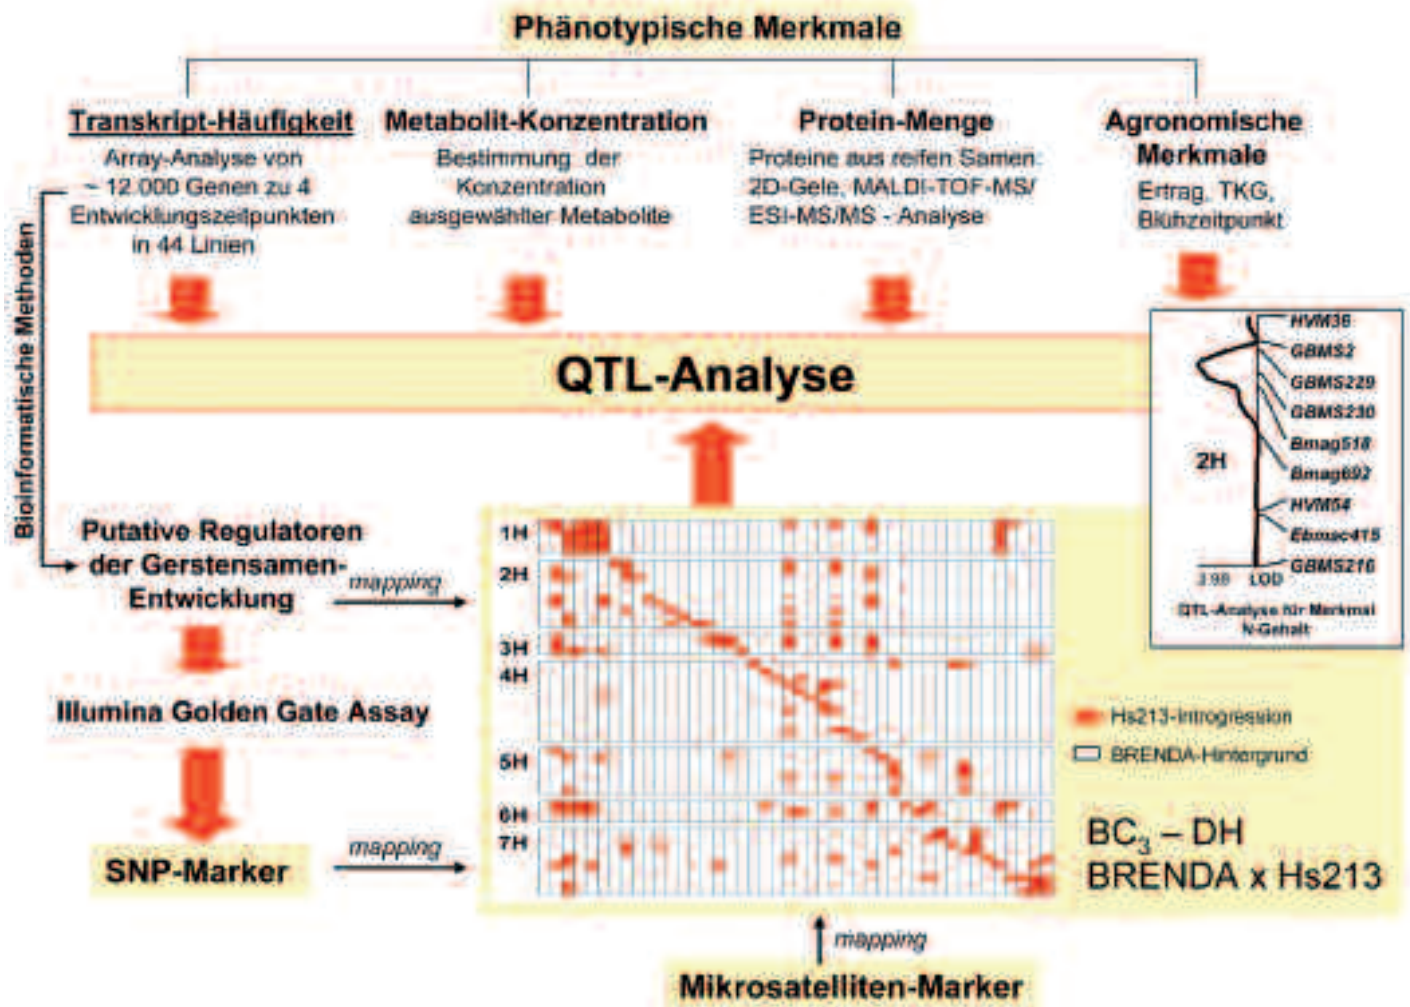 Phänotypische Merkmale
Transkript-Häufigkeit
Array-Analyse von
~ 12 000 Genen zu 4
Entwicklungszeitpunkten
in 44 Linien
Metabolit-Konzentration
Bestimmung der
Konzentration
ausgewählter Metabolite
Protein-Menge
Proteine aus reifen Samen:
2D-Gele, MALDI-TOF-MS/
ESI-MS/MS - Analyse
Agronomische
Merkmale
Ertrag, TKG,
Blühzeitpunkt
Bioinformatische Methoden
QTL-Analyse
HVM36
GBMS2
GBMS229
GBMS230
Bmag518
Bmag692
HVM54
Ebmac415
GBMS216
2H
3.98 LOD
QTL-Analyse für Merkmal
N-Gehalt
Putative Regulatoren
der Gerstensamen-
Entwicklung
mapping
Illumina Golden Gate Assay
SNP-Marker
mapping
1H
2H
3H
4H
5H
6H
7H
Hs213-Introgression
BRENDA-Hintergrund
BC3 – DH
BRENDA x Hs213
mapping
Mikrosatelliten-Marker